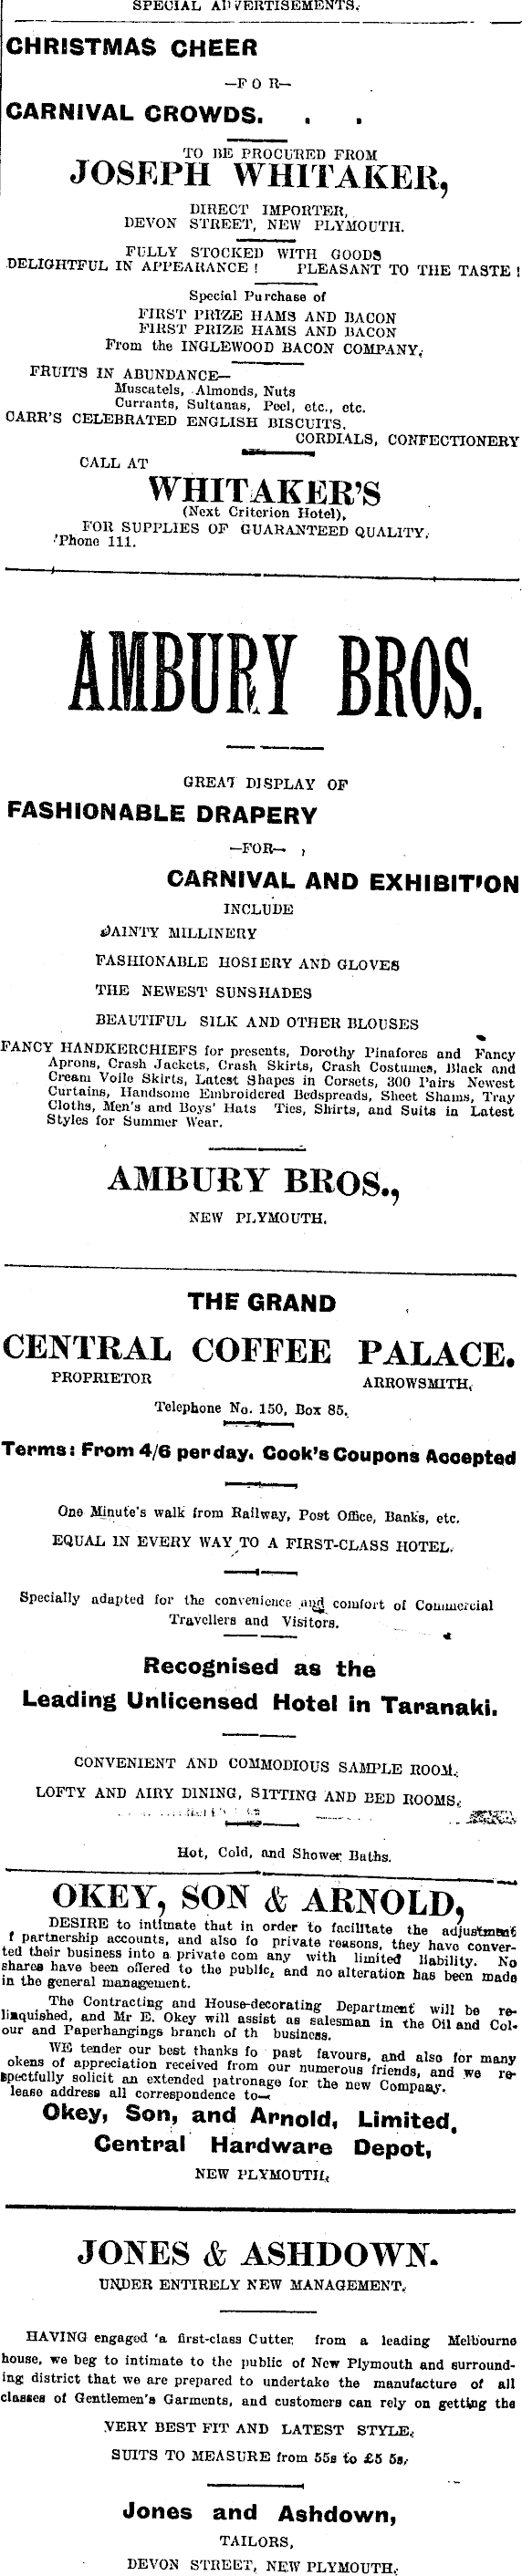 SPECIAL ADVERTISEMENTS.
CHRISTMAS CHEER
—FOR—
CARNIVAL CROWDS. . .
TO BE PROCURED FROM
JOSEPH WHITAKER,
DIRECT IMPORTER,
DEVON STREET, NEW PLYMOUTH.
FULLY STOCKED WITH GOODS
DELIGHTFUL IN APPEARANCE! PLEASANT TO THE TASTE!
Special Purchase of
FIRST PRIZE HAMS AND BACON
FIRST PRIZE HAMS AND BACON
From the INGLEWOOD BACON COMPANY.
FRUITS IN ABUNDANCE—
Muscatels, Almonds, Nuts
Currants, Sultanas, Peel, etc., etc.
CARR'S CELEBRATED ENGLISH BISCUITS.
CORDIALS, CONFECTIONERY
CALL AT
WHITAKER'S
(Next Criterion Hotel),
FOR SUPPLIES OF GUARANTEED QUALITY.
'Phone 111.
AMBURY BROS.
GREAT DISPLAY OF
FASHIONABLE DRAPERY
—FOR—
CARNIVAL AND EXHIBITION
INCLUDE
DAINTY MILLINERY
FASHIONABLE HOSIERY AND GLOVES
THE NEWEST SUNSHADES
BEAUTIFUL SILK AND OTHER BLOUSES
FANCY HANDKERCHIEFS for presents, Dorothy Pinafores and Fancy
Aprons, Crash Jackets, Crash Skirts, Crash Costumes, Black and
Cream Voile Skirts, Latest Shapes in Corsets, 300 Pairs Newest
Curtains, Handsome Embroidered Bedspreads, Sheet Shams, Tray
Cloths, Men's and Boys' Hats Ties, Shirts, and Suits in Latest
Styles for Summer Wear.
AMBURY BROS.,
NEW PLYMOUTH.
THE GRAND
CENTRAL COFFEE PALACE.
PROPRIETOR ARROWSMITH.
Telephone No. 150, Box 85.
Terms: From 4/6 per day. Cook's Coupons Accepted
One Minute's walk from Railway, Post Office, Banks, etc.
EQUAL IN EVERY WAY TO A FIRST-CLASS HOTEL.
Specially adapted for the convenience and comfort of Commercial
Travellers and Visitors.
Recognised as the
Leading Unlicensed Hotel in Taranaki.
CONVENIENT AND COMMODIOUS SAMPLE ROOM.
LOFTY AND AIRY DINING, SITTING AND BED ROOMS.
Hot, Cold, and Shower Baths.
OKEY, SON & ARNOLD,
DESIRE to intimate that in order to facilitate the adjustment
f partnership accounts, and also fo private reasons, they have conver-
ted their business into a private com any with limited liability. No
shares have been offered to the public, and no alteration has been made
in the general management.
The Contracting and House-decorating Department will be re-
linquished, and Mr E. Okey will assist as salesman in the Oil and Col-
our and Paperhangings branch of th business.
WE tender our best thanks fo past favours, and also for many
okens of appreciation received from our numerous friends, and we re-
spectfully solicit an extended patronage for the new Company.
lease address all correspondence to—
Okey, Son, and Arnold, Limited,
Central Hardware Depot,
NEW PLYMOUTH.
JONES & ASHDOWN.
UNDER ENTIRELY NEW MANAGEMENT.
HAVING engaged a first-class Cutter from a leading Melbourne
house, we beg to intimate to the public of New Plymouth and surround-
ing district that we are prepared to undertake the manufacture of all
classes of Gentlemen's Garments, and customers can rely on getting the
VERY BEST FIT AND LATEST STYLE.
SUITS TO MEASURE from 55s to £5 5s.
Jones and Ashdown,
TAILORS,
DEVON STREET, NEW PLYMOUTH.